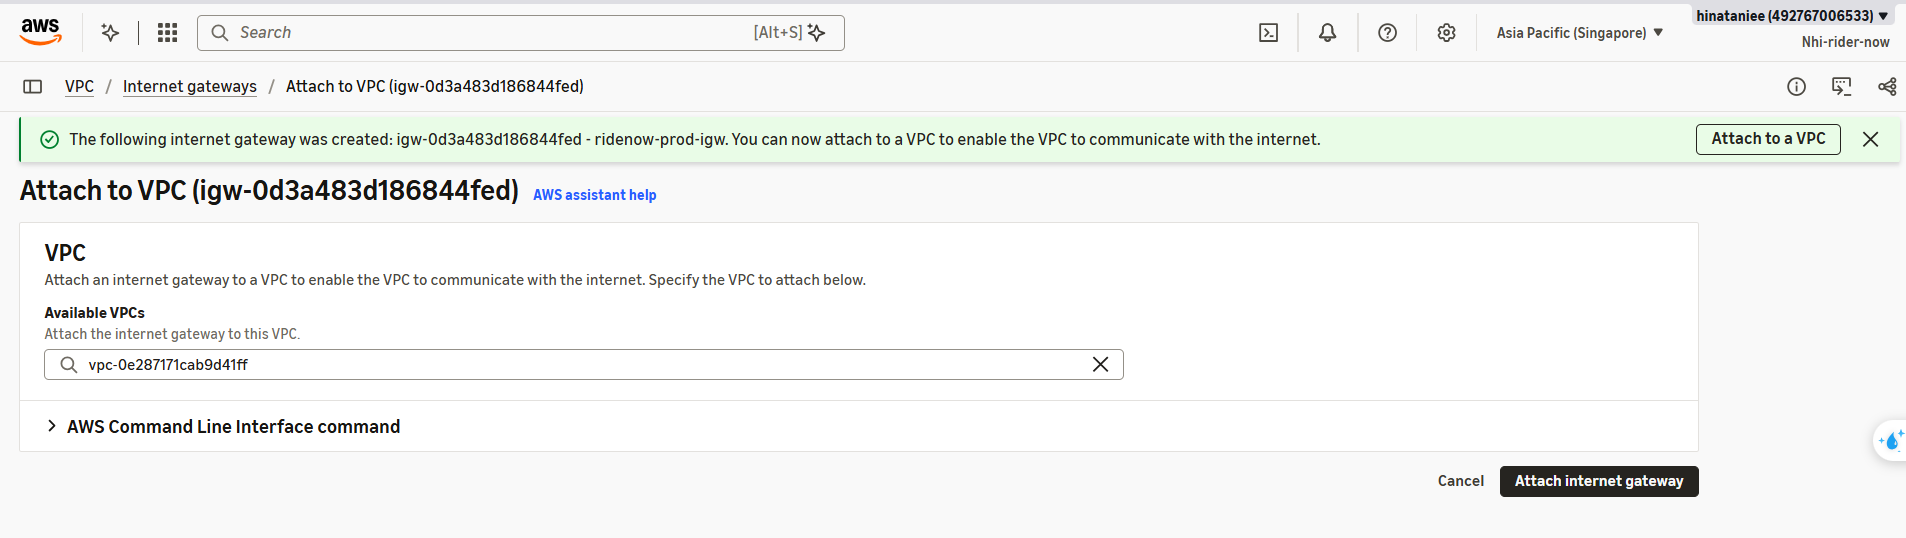 hinataniee (492767006533)
aws
Search [Alt+S]
Asia Pacific (Singapore)
Nhi-rider-now
VPC / Internet gateways / Attach to VPC (igw-0d3a483d186844fed)
The following internet gateway was created: igw-0d3a483d186844fed - ridenow-prod-igw. You can now attach to a VPC to enable the VPC to communicate with the internet.
Attach to a VPC
Attach to VPC (igw-0d3a483d186844fed) AWS assistant help
VPC
Attach an internet gateway to a VPC to enable the VPC to communicate with the internet. Specify the VPC to attach below.
Available VPCs
Attach the internet gateway to this VPC.
vpc-0e287171cab9d41ff
AWS Command Line Interface command
Cancel Attach internet gateway